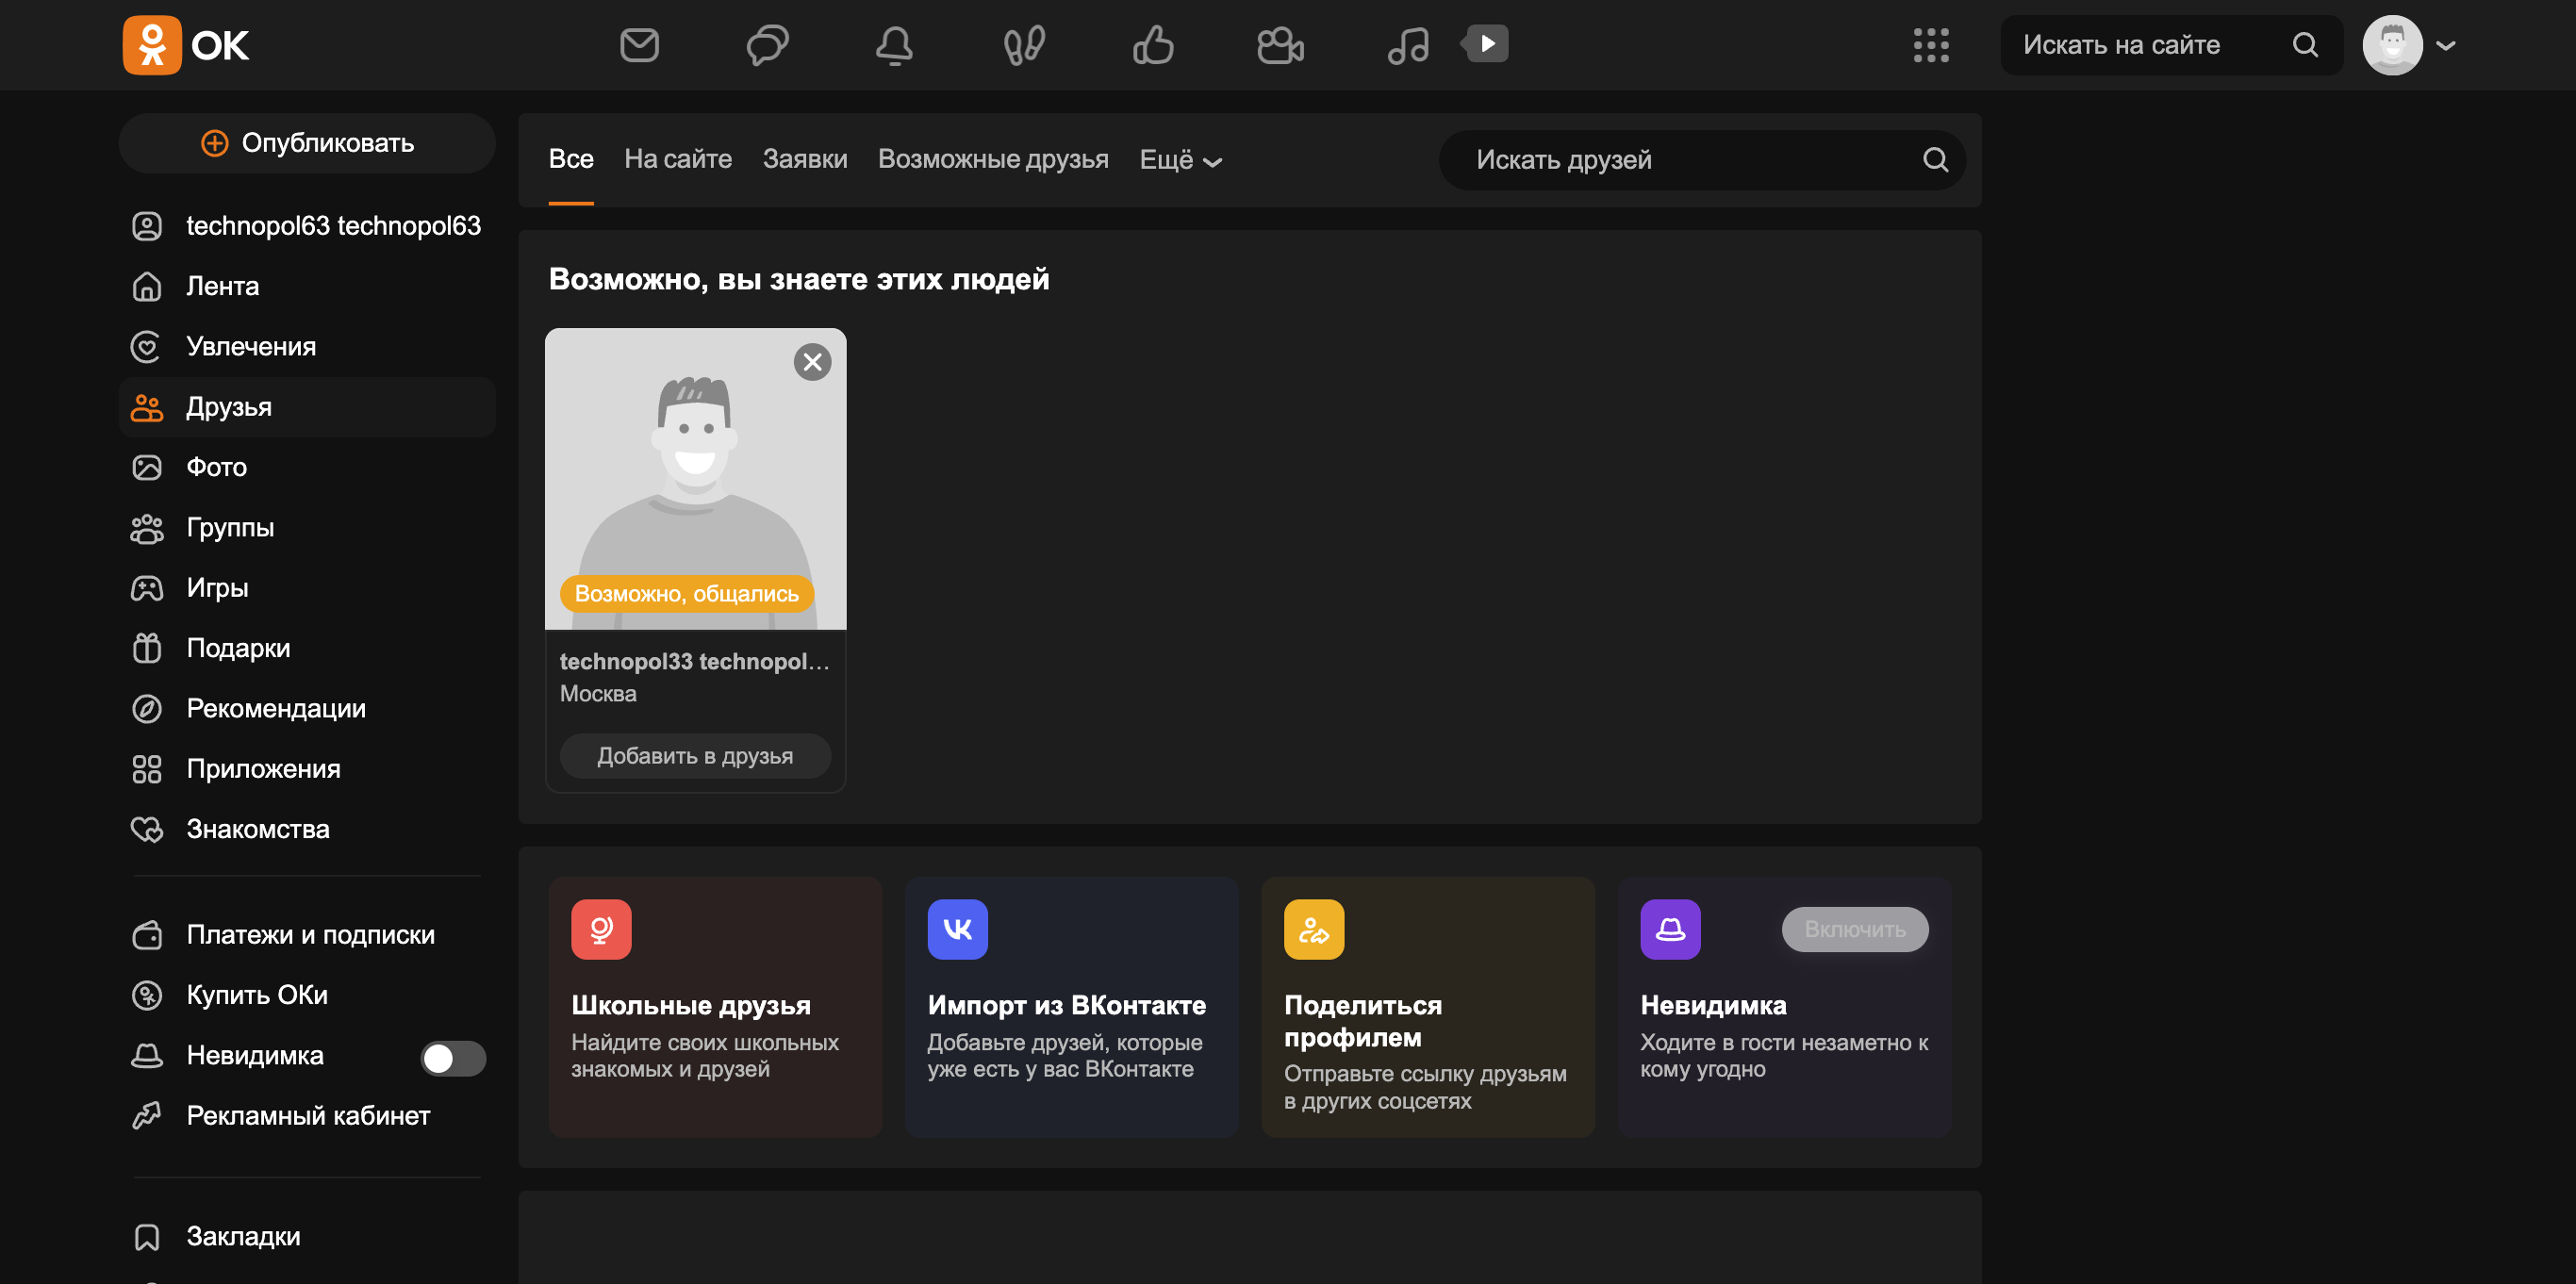 OK
Искать на сайте
Опубликовать
technopol63 technopol63
Лента
Увлечения
Друзья
Фото
Группы
Игры
Подарки
Рекомендации
Приложения
Знакомства
Платежи и подписки
Купить ОКи
Невидимка
Рекламный кабинет
Закладки
Все На сайте Заявки Возможные друзья Ещё
Искать друзей
Возможно, вы знаете этих людей
Возможно, общались
technopol33 technopol...
Москва
Добавить в друзья
Школьные друзья
Найдите своих школьных
знакомых и друзей
Импорт из ВКонтакте
Добавьте друзей, которые
уже есть у вас ВКонтакте
Поделиться
профилем
Отправьте ссылку друзьям
в других соцсетях
Включить
Невидимка
Ходите в гости незаметно к
кому угодно